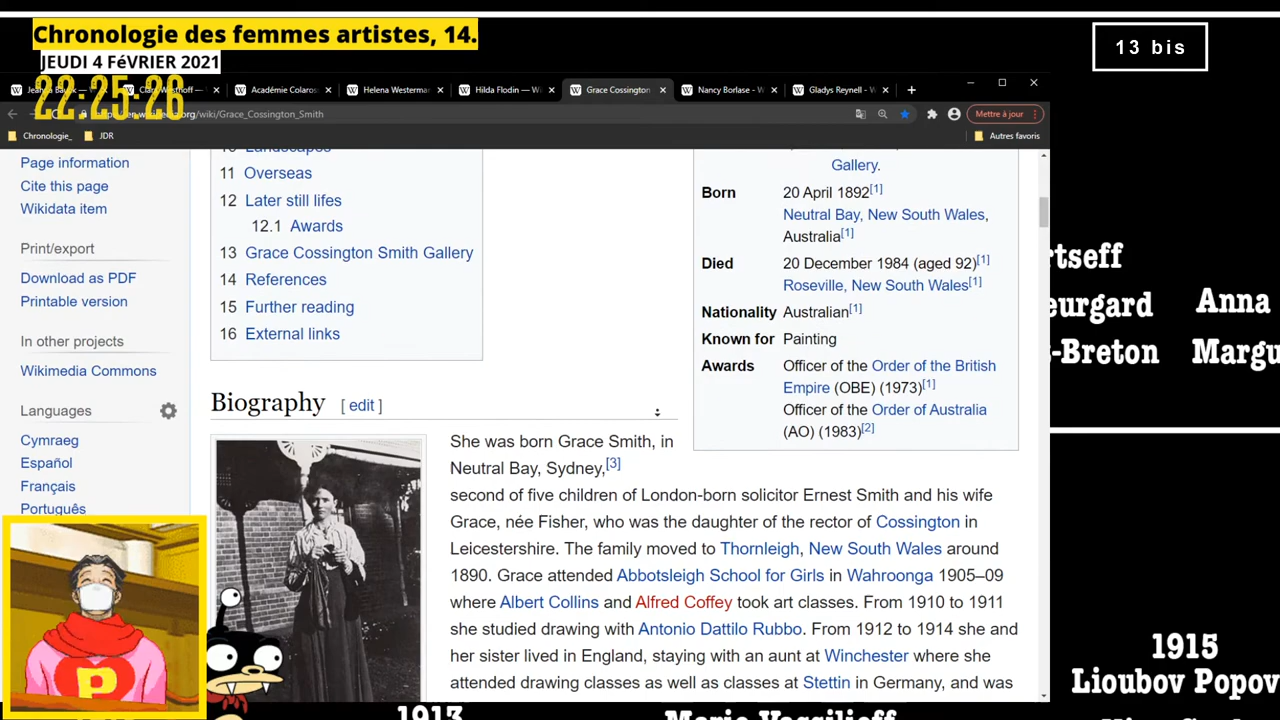 Chronologie des femmes artistes, 14.
JEUDI 4 FéVRIER 2021
22:25:28
13 bis
Académie Colaros
Helena Westerman
Hilda Flodin — Wi
Grace Cossington
Nancy Borlase - W
Gladys Reynell - W
.org/wiki/Grace_Cossington_Smith
Mettre à jour
Chronologie_
JDR
Autres favoris
Page information
Cite this page
Wikidata item
Print/export
Download as PDF
Printable version
In other projects
Wikimedia Commons
Languages
Cymraeg
Español
Français
Português
10 Landscapes
11 Overseas
12 Later still lifes
12.1 Awards
13 Grace Cossington Smith Gallery
14 References
15 Further reading
16 External links
Gallery.
Born 20 April 1892[1]
Neutral Bay, New South Wales,
Australia[1]
Died 20 December 1984 (aged 92)[1]
Roseville, New South Wales[1]
Nationality Australian[1]
Known for Painting
Awards Officer of the Order of the British
Empire (OBE) (1973)[1]
Officer of the Order of Australia
(AO) (1983)[2]
Biography [ edit ]
She was born Grace Smith, in
Neutral Bay, Sydney,[3]
second of five children of London-born solicitor Ernest Smith and his wife
Grace, née Fisher, who was the daughter of the rector of Cossington in
Leicestershire. The family moved to Thornleigh, New South Wales around
1890. Grace attended Abbotsleigh School for Girls in Wahroonga 1905–09
where Albert Collins and Alfred Coffey took art classes. From 1910 to 1911
she studied drawing with Antonio Dattilo Rubbo. From 1912 to 1914 she and
her sister lived in England, staying with an aunt at Winchester where she
attended drawing classes as well as classes at Stettin in Germany, and was
rtseff
eurgard Anna
-Breton Margu
1915
Lioubov Popov
1913
Marie Vassilieff
P